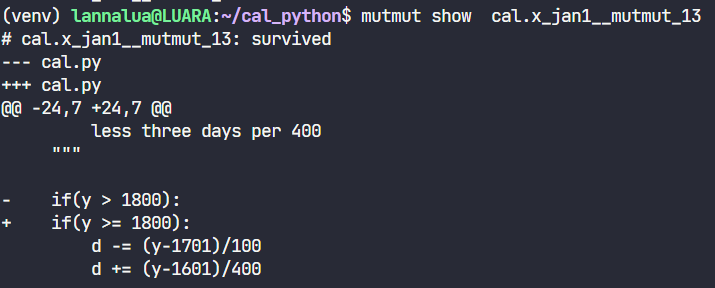 (venv) lannalua@LUARA:~/cal_python$ mutmut show  cal.x_jan1__mutmut_13
# cal.x_jan1__mutmut_13: survived
--- cal.py
+++ cal.py
@@ -24,7 +24,7 @@
         less three days per 400
     """

-    if(y > 1800):
+    if(y >= 1800):
         d -= (y-1701)/100
         d += (y-1601)/400